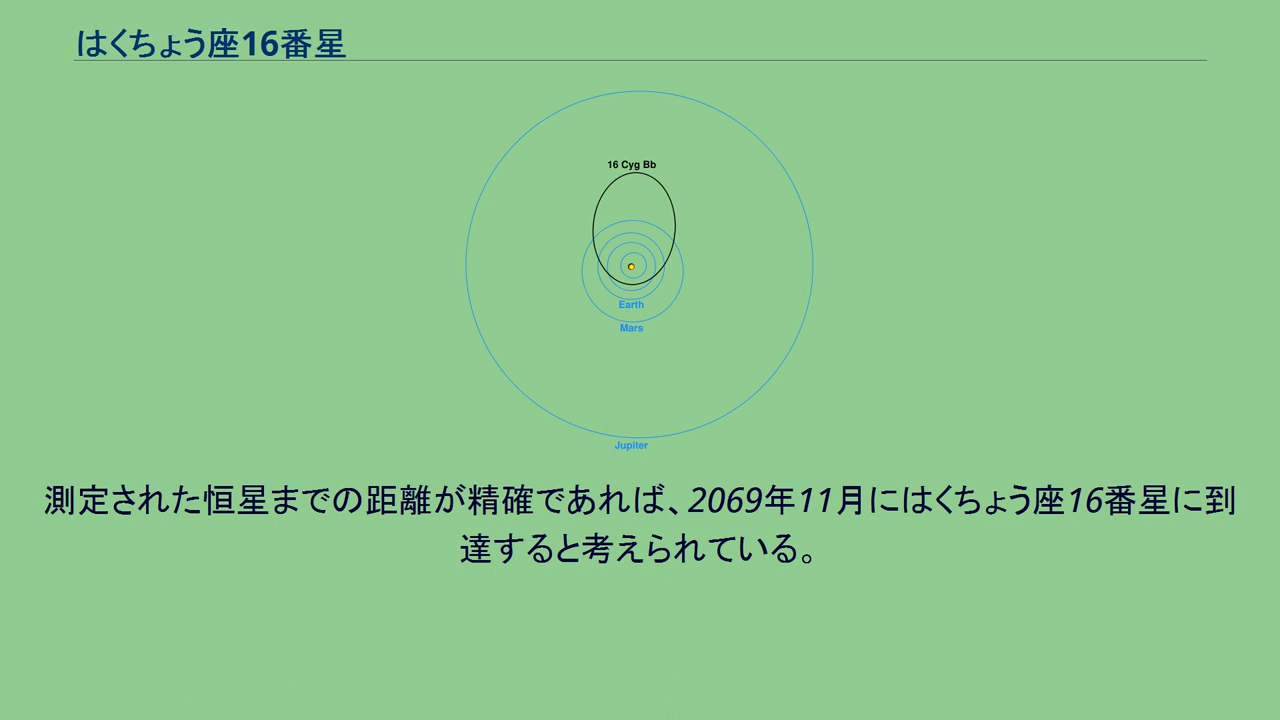 はくちょう座16番星
16 Cyg Bb
Earth
Mars
Jupiter
測定された恒星までの距離が精確であれば、2069年11月にはくちょう座16番星に到
達すると考えられている。